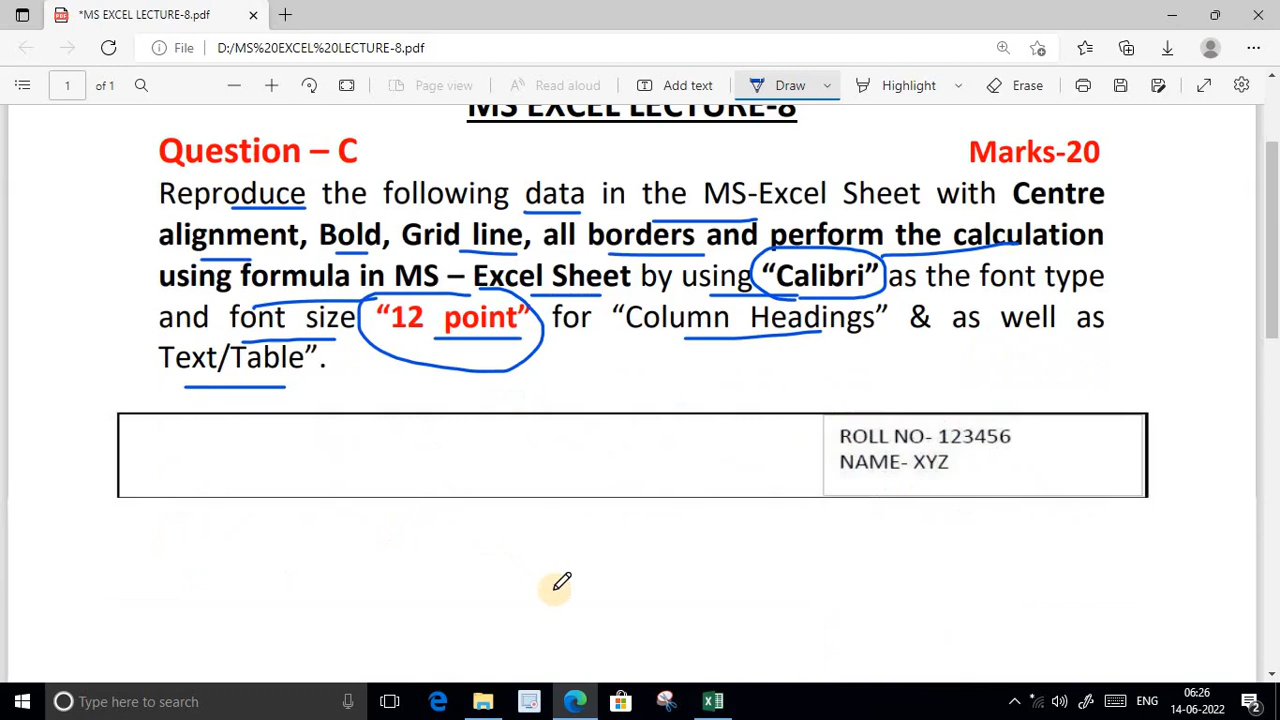 *MS EXCEL LECTURE-8.pdf
File D:/MS%20EXCEL%20LECTURE-8.pdf
1 of 1 Page view Read aloud Add text Draw Highlight Erase
MS EXCEL LECTURE-8
Question – C Marks-20
Reproduce the following data in the MS-Excel Sheet with Centre
alignment, Bold, Grid line, all borders and perform the calculation
using formula in MS – Excel Sheet by using “Calibri” as the font type
and font size “12 point” for “Column Headings” & as well as
Text/Table”.
ROLL NO- 123456
NAME- XYZ
Type here to search
ENG
06:26
14-06-2022
2